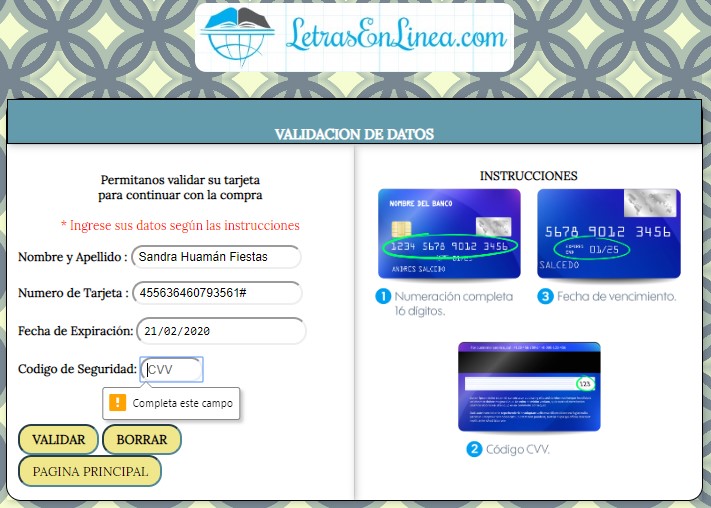 LetrasEnLinea.com
VALIDACION DE DATOS
Permitanos validar su tarjeta
para continuar con la compra
* Ingrese sus datos según las instrucciones
Nombre y Apellido : Sandra Huamán Fiestas
Numero de Tarjeta : 455636460793561#
Fecha de Expiración: 21/02/2020
Codigo de Seguridad: CVV
Completa este campo
VALIDAR BORRAR
PAGINA PRINCIPAL
INSTRUCCIONES
NOMBRE DEL BANCO
1234 5678 9012 3456
01/25
ANDRES SALCEDO
1 Numeración completa
16 dígitos.
5678 9012 3456
01/25
SALCEDO
3 Fecha de vencimiento.
123
2 Código CVV.